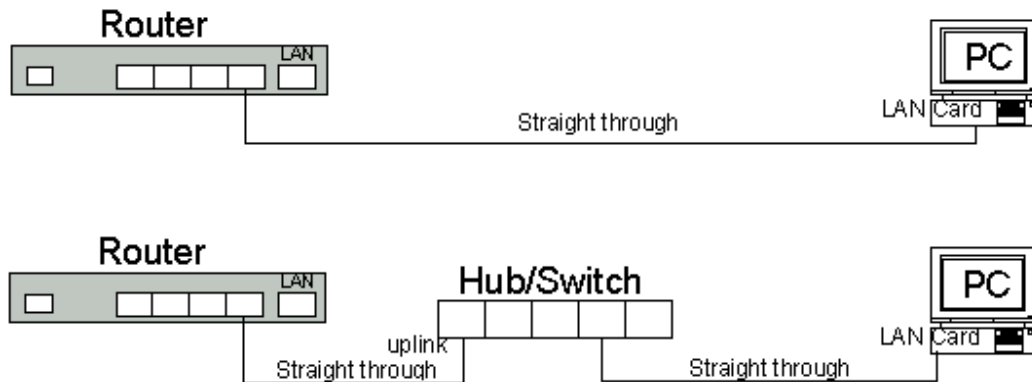 Router
LAN
PC
LAN Card
Straight through
Router
LAN
Hub/Switch
PC
uplink
LAN Card
Straight through
Straight through